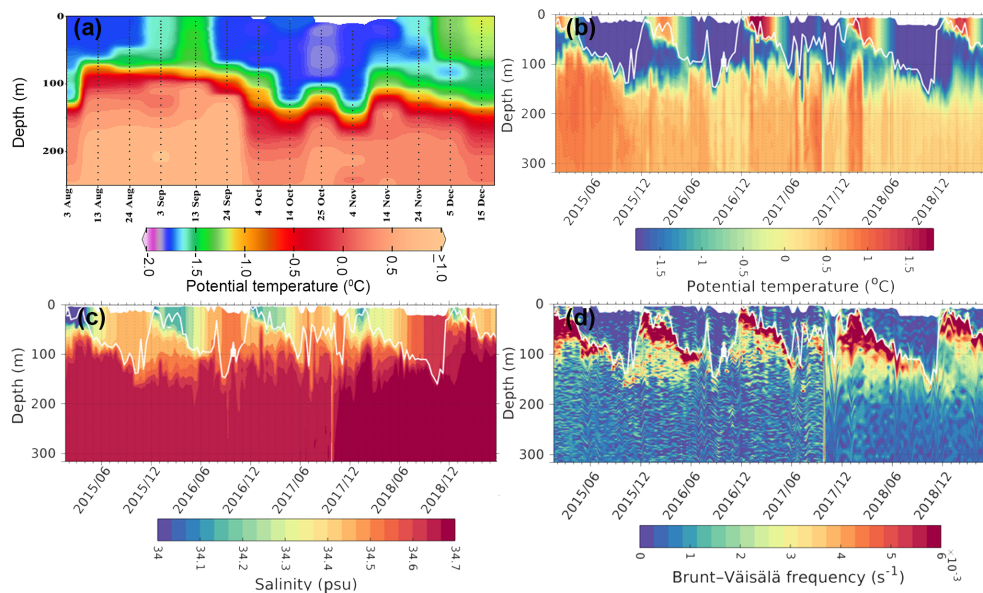 (a)
0
100
200
Depth (m)
3 Aug
13 Aug
24 Aug
3 Sep
13 Sep
24 Sep
4 Oct
14 Oct
25 Oct
4 Nov
14 Nov
24 Nov
5 Dec
15 Dec
-2.0
-1.5
-1.0
-0.5
0.0
0.5
>1.0
Potential temperature (⁰C)
(b)
0
100
200
300
Depth (m)
2015/06
2015/12
2016/06
2016/12
2017/06
2017/12
2018/06
2018/12
-1.5
-1
-0.5
0
0.5
1
1.5
Potential temperature (°C)
(c)
0
100
200
300
Depth (m)
2015/06
2015/12
2016/06
2016/12
2017/06
2017/12
2018/06
2018/12
34
34.1
34.2
34.3
34.4
34.5
34.6
34.7
Salinity (psu)
(d)
0
100
200
300
Depth (m)
2015/06
2015/12
2016/06
2016/12
2017/06
2017/12
2018/06
2018/12
0
1
2
3
4
5
6
×10⁻³
Brunt–Väisälä frequency (s⁻¹)